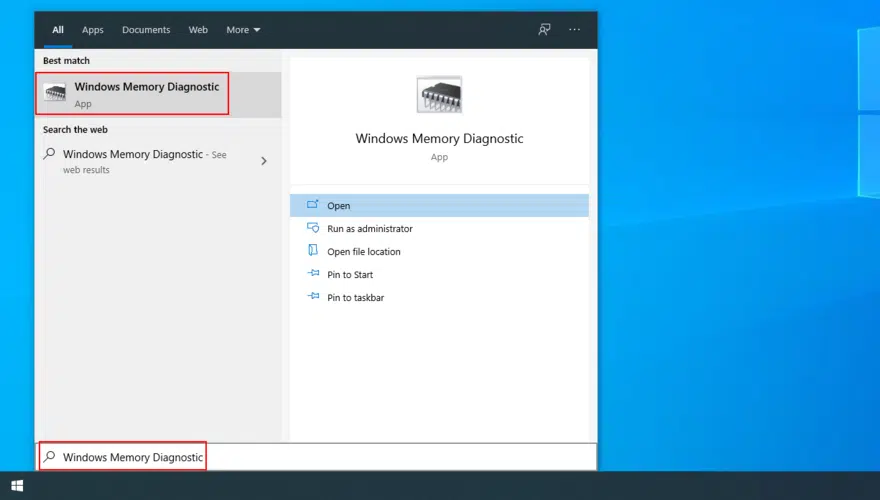 All Apps Documents Web More
Best match
Windows Memory Diagnostic
App
Search the web
Windows Memory Diagnostic - See
web results
Windows Memory Diagnostic
App
Open
Run as administrator
Open file location
Pin to Start
Pin to taskbar
Windows Memory Diagnostic